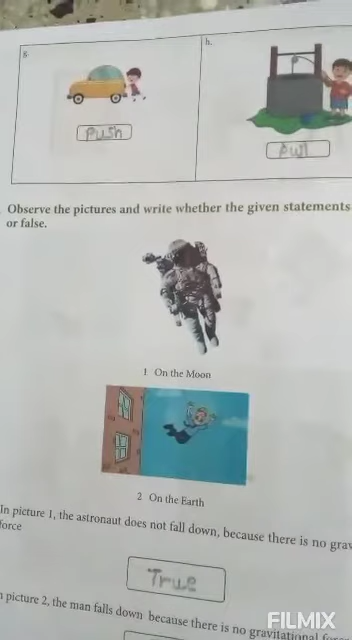 g.
h.
Push
Pull
Observe the pictures and write whether the given statements
or false.
1 On the Moon
2 On the Earth
In picture 1, the astronaut does not fall down, because there is no grav
force
True
n picture 2, the man falls down because there is no gravitational
FILMIX